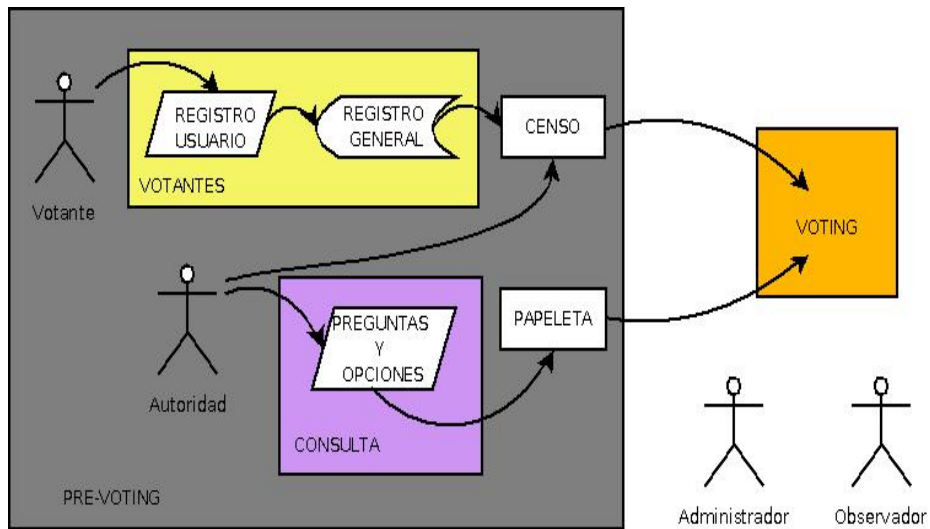 REGISTRO
USUARIO
REGISTRO
GENERAL
CENSO
VOTANTES
Votante
VOTING
PREGUNTAS
Y
OPCIONES
PAPELETA
Autoridad
CONSULTA
PRE-VOTING
Administrador
Observador